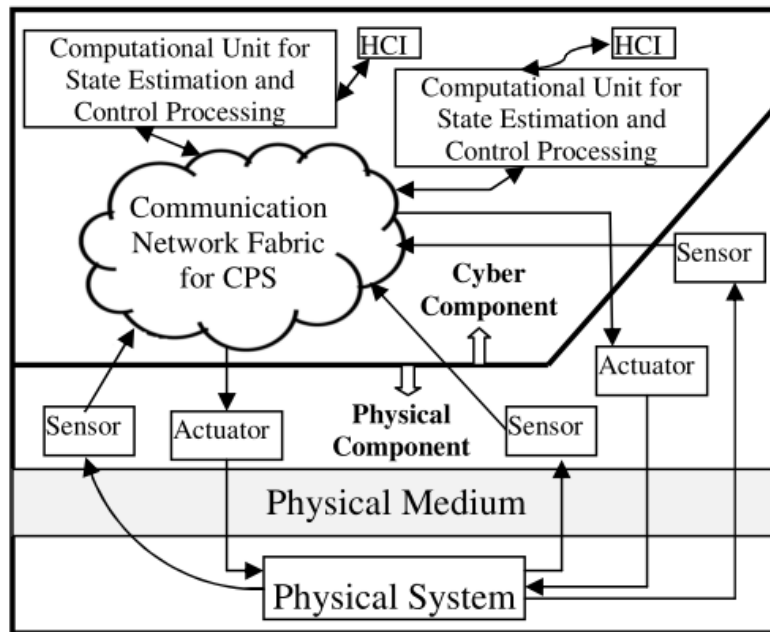 Computational Unit for
State Estimation and
Control Processing
HCI
HCI
Computational Unit for
State Estimation and
Control Processing
Communication
Network Fabric
for CPS
Sensor
Cyber
Component
Actuator
Sensor
Actuator
Physical
Component
Sensor
Physical Medium
Physical System